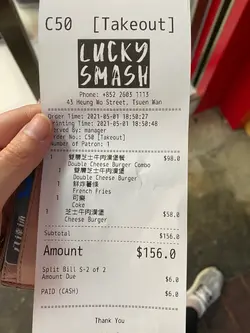 C50 [Takeout]
LUCKY
SMASH
Phone: +852 2605 1113
43 Heung Wo Street, Tsuen Wan
Order Time: 2021-05-01 18:50:27
Printing Time: 2021-05-01 18:50:48
Served By: manager
Order No.: C50 [Takeout]
Number of Patron: 1
1 雙層芝士牛肉漢堡餐 $98.0
Double Cheese Burger Combo
1 雙層芝士牛肉漢堡
Double Cheese Burger
1 鮮炸薯條
French Fries
1 可樂
Coke
1 芝士牛肉漢堡 $58.0
Cheese Burger
Subtotal $156.0
Amount $156.0
Split Bill S-2 of 2
Amount Due $6.0
PAID (CASH) $6.0
Thank You